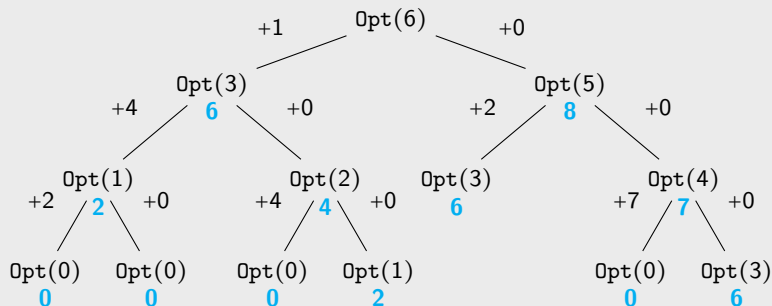 +1 Opt(6) +0
Opt(3) Opt(5)
+4 6 +0 +2 8 +0
Opt(1) Opt(2) Opt(3) Opt(4)
+2 2 +0 +4 4 +0 6 +7 7 +0
Opt(0) Opt(0) Opt(0) Opt(1) Opt(0) Opt(3)
0 0 0 2 0 6